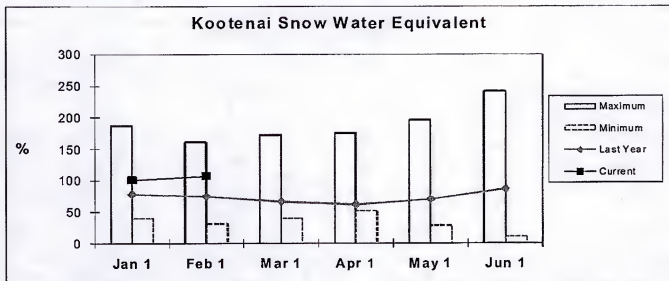 Kootenai Snow Water Equivalent
300
250
200
150
100
50
0
%
Jan 1 Feb 1 Mar 1 Apr 1 May 1 Jun 1
Maximum
Minimum
Last Year
Current